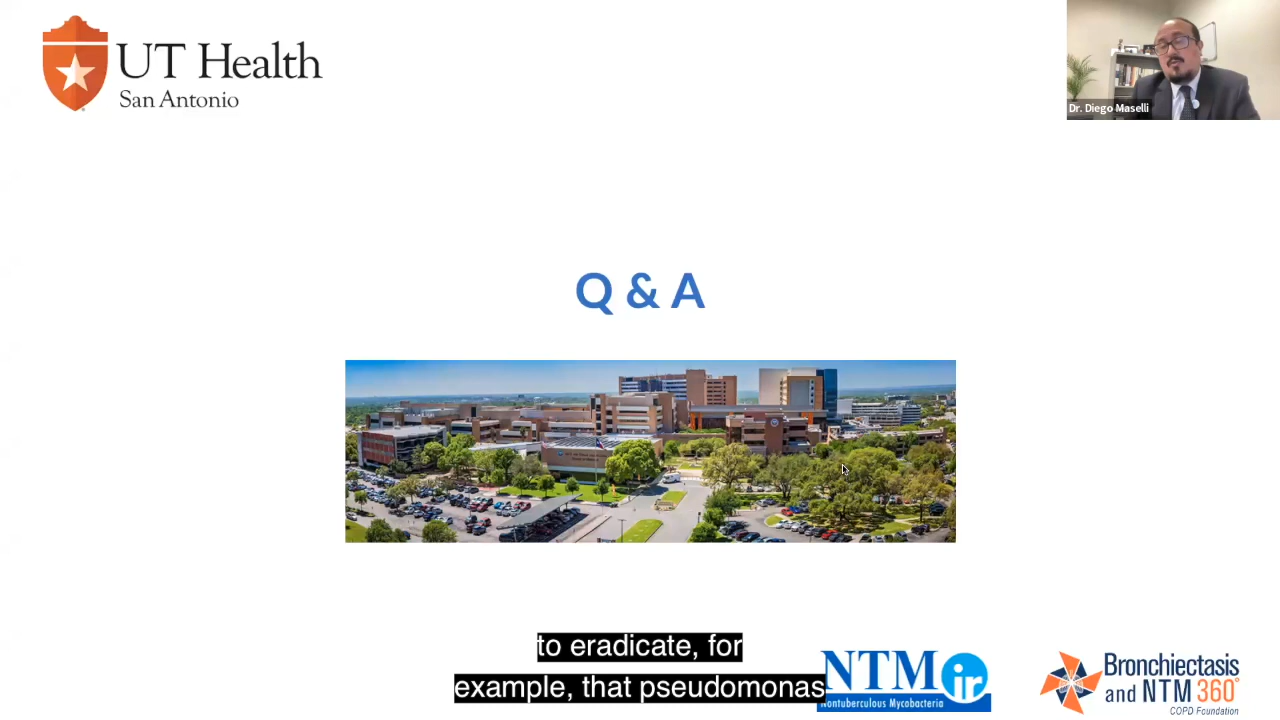 UT Health
San Antonio
Dr. Diego Maselli
Q & A
to eradicate, for
example, that pseudomonas
NTM
ir
Nontuberculous Mycobacteria
Bronchiectasis
and NTM 360°
COPD Foundation